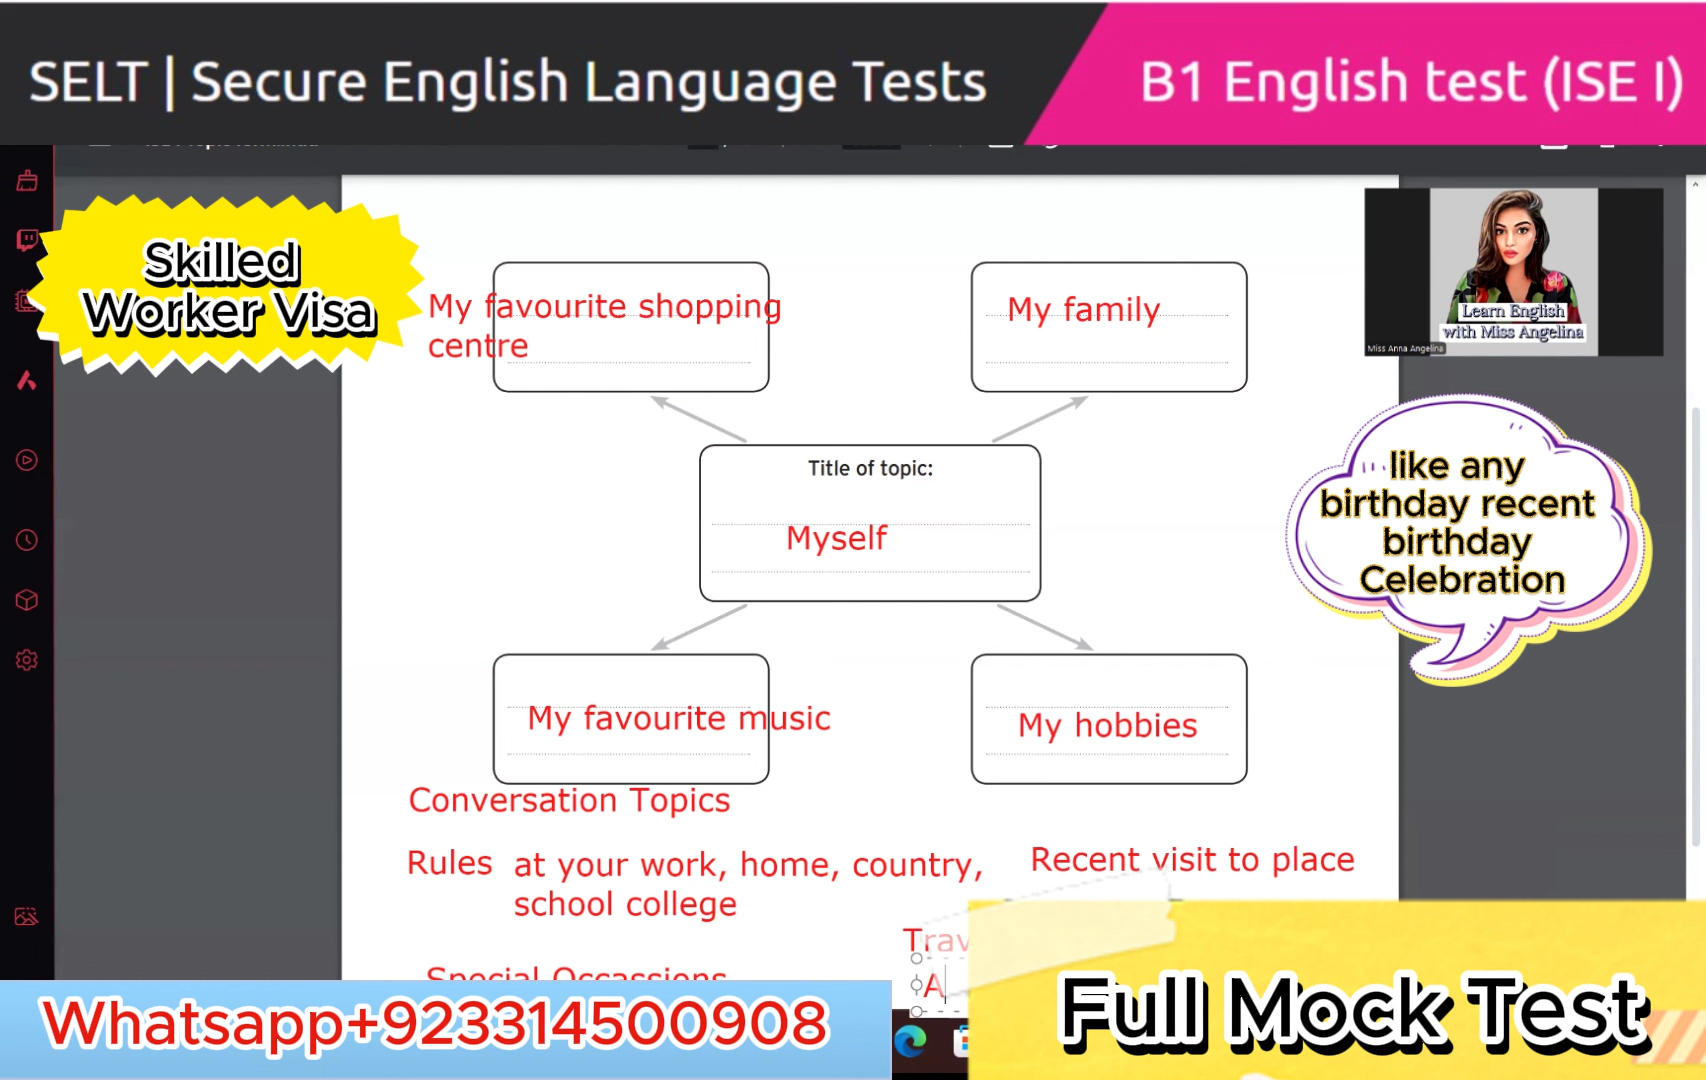 SELT | Secure English Language Tests
B1 English test (ISE I)
Skilled
Worker Visa
My favourite shopping
centre
My family
Learn English
with Miss Angelina
Miss Anna Angelina
Title of topic:
Myself
like any
birthday recent
birthday
Celebration
My favourite music
My hobbies
Conversation Topics
Rules at your work, home, country,
school college
Recent visit to place
Trav
Special Occassions
A
Whatsapp+923314500908
Full Mock Test